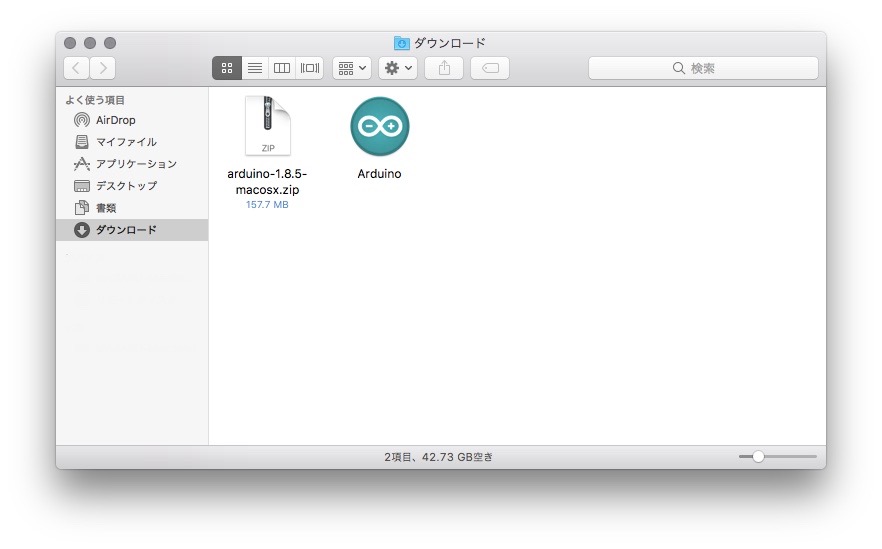 ダウンロード
検索
よく使う項目
AirDrop
マイファイル
アプリケーション
デスクトップ
書類
ダウンロード
ZIP
arduino-1.8.5-
macosx.zip
157.7 MB
Arduino
2項目、42.73 GB空き